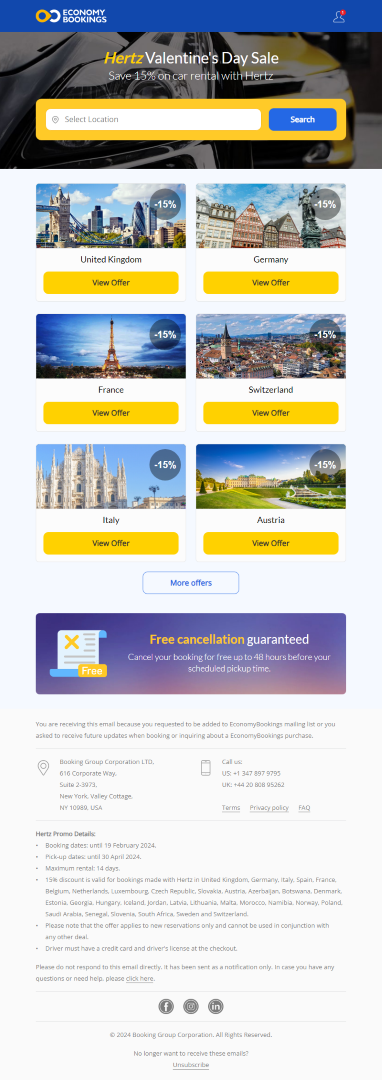 ECONOMY
BOOKINGS
Hertz Valentine's Day Sale
Save 15% on car rental with Hertz
Select Location
Search
-15%
-15%
United Kingdom
Germany
View Offer
View Offer
-15%
-15%
France
Switzerland
View Offer
View Offer
-15%
-15%
Italy
Austria
View Offer
View Offer
More offers
Free
Free cancellation guaranteed
Cancel your booking for free up to 48 hours before your
scheduled pickup time.
You are receiving this email because you requested to be added to EconomyBookings mailing list or you
asked to receive future updates when booking or inquiring about a EconomyBookings purchase.
Booking Group Corporation LTD,
616 Corporate Way,
Suite 2-3973,
New York, Valley Cottage,
NY 10989, USA
Call us:
US: +1 347 897 9795
UK: +44 20 808 95262
Terms Privacy policy FAQ
Hertz Promo Details:
• Booking dates: until 19 February 2024.
• Pick-up dates: until 30 April 2024.
• Maximum rental: 14 days.
• 15% discount is valid for bookings made with Hertz in United Kingdom, Germany, Italy, Spain, France,
Belgium, Netherlands, Luxembourg, Czech Republic, Slovakia, Austria, Azerbaijan, Botswana, Denmark,
Estonia, Georgia, Hungary, Iceland, Jordan, Latvia, Lithuania, Malta, Morocco, Namibia, Norway, Poland,
Saudi Arabia, Senegal, Slovenia, South Africa, Sweden and Switzerland.
• Please note that the offer applies to new reservations only and cannot be used in conjunction with
any other deal.
• Driver must have a credit card and driver's license at the checkout.
Please do not respond to this email directly. It has been sent as a notification only. In case you have any
questions or need help, please click here.
© 2024 Booking Group Corporation. All Rights Reserved.
No longer want to receive these emails?
Unsubscribe